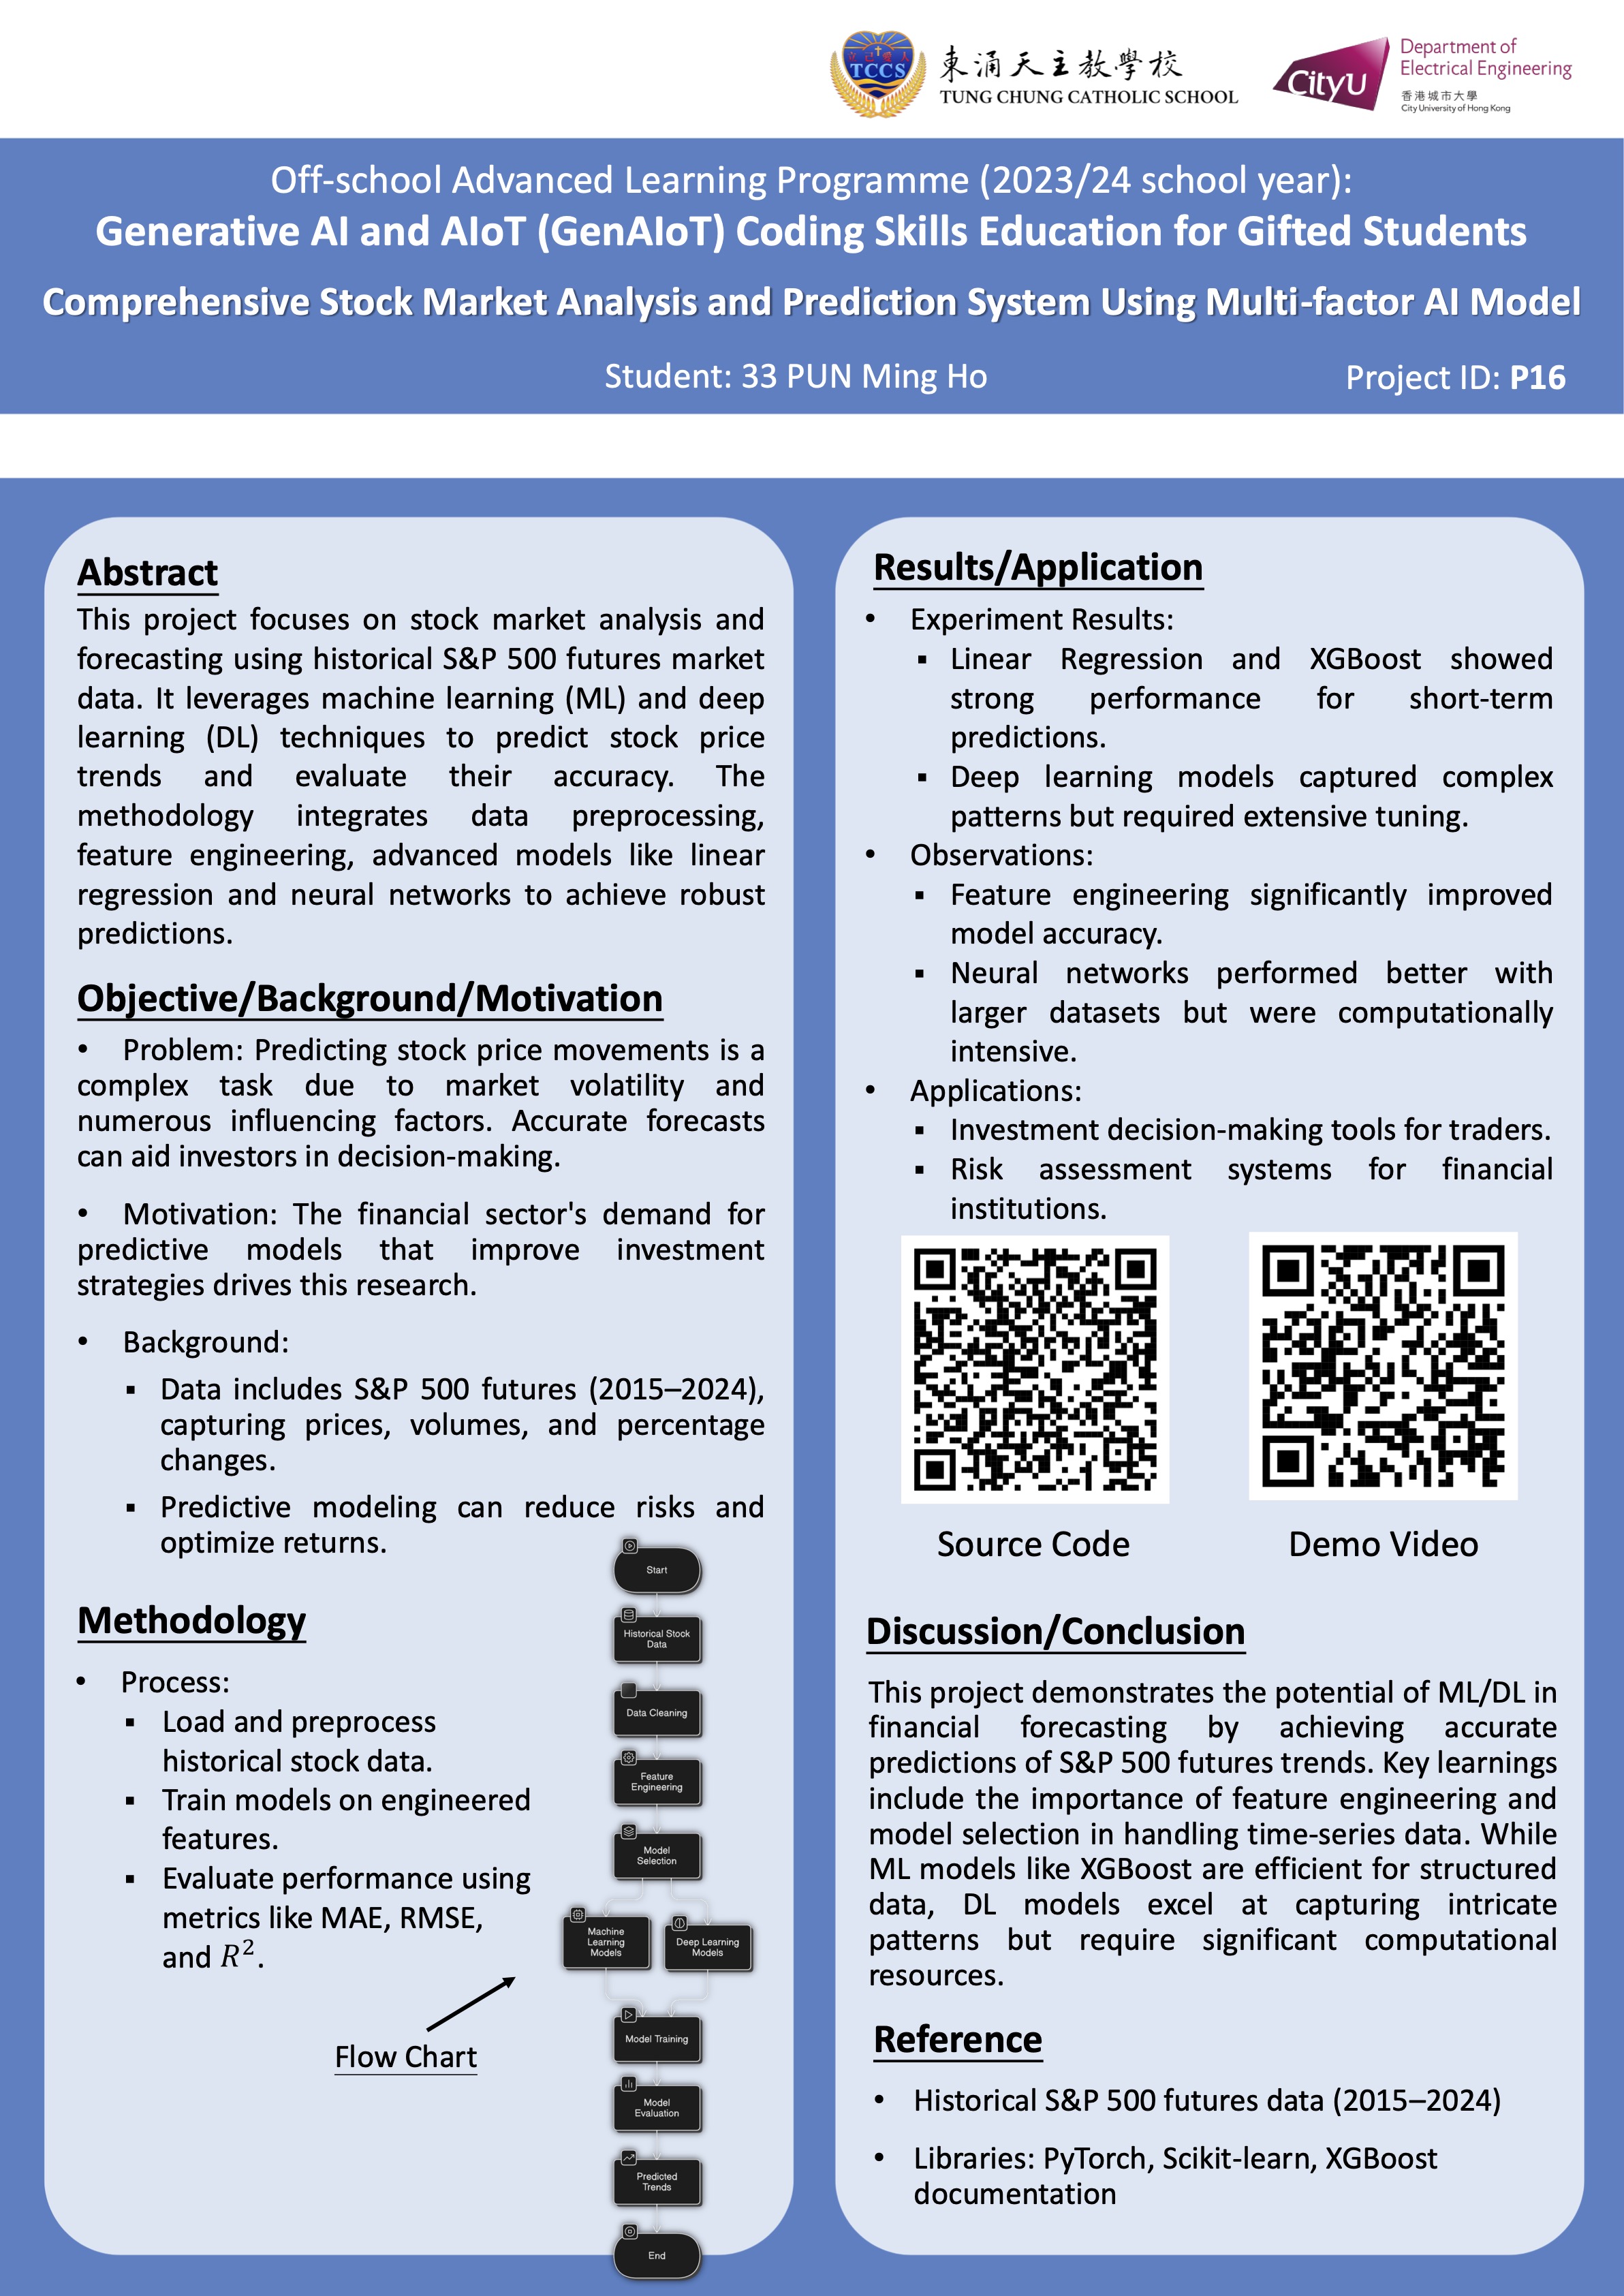 立己愛人
TCCS
東涌天主教學校
TUNG CHUNG CATHOLIC SCHOOL
CityU
Department of
Electrical Engineering
香港城市大學
City University of Hong Kong
Off-school Advanced Learning Programme (2023/24 school year):
Generative AI and AIoT (GenAIoT) Coding Skills Education for Gifted Students
Comprehensive Stock Market Analysis and Prediction System Using Multi-factor AI Model
Student: 33 PUN Ming Ho
Project ID: P16
Abstract
This project focuses on stock market analysis and
forecasting using historical S&P 500 futures market
data. It leverages machine learning (ML) and deep
learning (DL) techniques to predict stock price
trends and evaluate their accuracy. The
methodology integrates data preprocessing,
feature engineering, advanced models like linear
regression and neural networks to achieve robust
predictions.
Objective/Background/Motivation
• Problem: Predicting stock price movements is a
complex task due to market volatility and
numerous influencing factors. Accurate forecasts
can aid investors in decision-making.
• Motivation: The financial sector's demand for
predictive models that improve investment
strategies drives this research.
• Background:
▪ Data includes S&P 500 futures (2015–2024),
capturing prices, volumes, and percentage
changes.
▪ Predictive modeling can reduce risks and
optimize returns.
Methodology
• Process:
▪ Load and preprocess
historical stock data.
▪ Train models on engineered
features.
▪ Evaluate performance using
metrics like MAE, RMSE,
and R².
Flow Chart
Start
Historical Stock
Data
Data Cleaning
Feature
Engineering
Model
Selection
Machine
Learning
Models
Deep Learning
Models
Model Training
Model
Evaluation
Predicted
Trends
End
Results/Application
• Experiment Results:
▪ Linear Regression and XGBoost showed
strong performance for short-term
predictions.
▪ Deep learning models captured complex
patterns but required extensive tuning.
• Observations:
▪ Feature engineering significantly improved
model accuracy.
▪ Neural networks performed better with
larger datasets but were computationally
intensive.
• Applications:
▪ Investment decision-making tools for traders.
▪ Risk assessment systems for financial
institutions.
Source Code
Demo Video
Discussion/Conclusion
This project demonstrates the potential of ML/DL in
financial forecasting by achieving accurate
predictions of S&P 500 futures trends. Key learnings
include the importance of feature engineering and
model selection in handling time-series data. While
ML models like XGBoost are efficient for structured
data, DL models excel at capturing intricate
patterns but require significant computational
resources.
Reference
• Historical S&P 500 futures data (2015–2024)
• Libraries: PyTorch, Scikit-learn, XGBoost
documentation